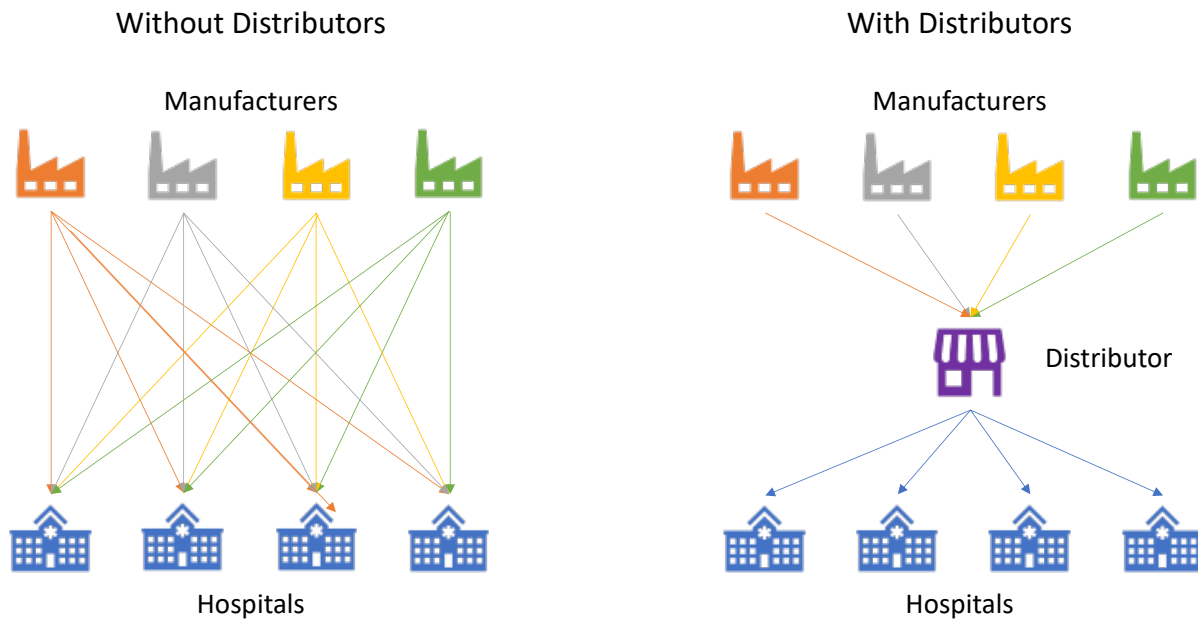 Without Distributors
Manufacturers
Hospitals
With Distributors
Manufacturers
Distributor
Hospitals